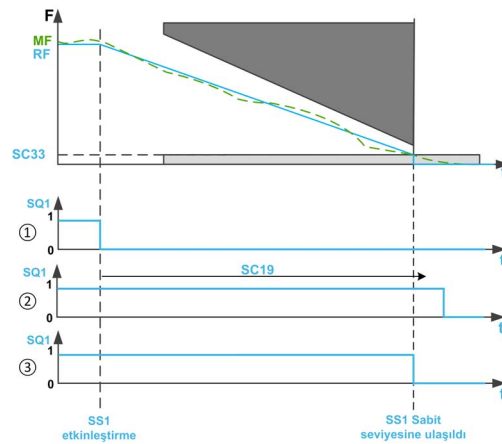 F
MF
RF
SC33
t
SQ1
1
① 0
t
SC19
SQ1
1
② 0
t
SQ1
1
③ 0
t
SS1
etkinleştirme
SS1 Sabit
seviyesine ulaşıldı